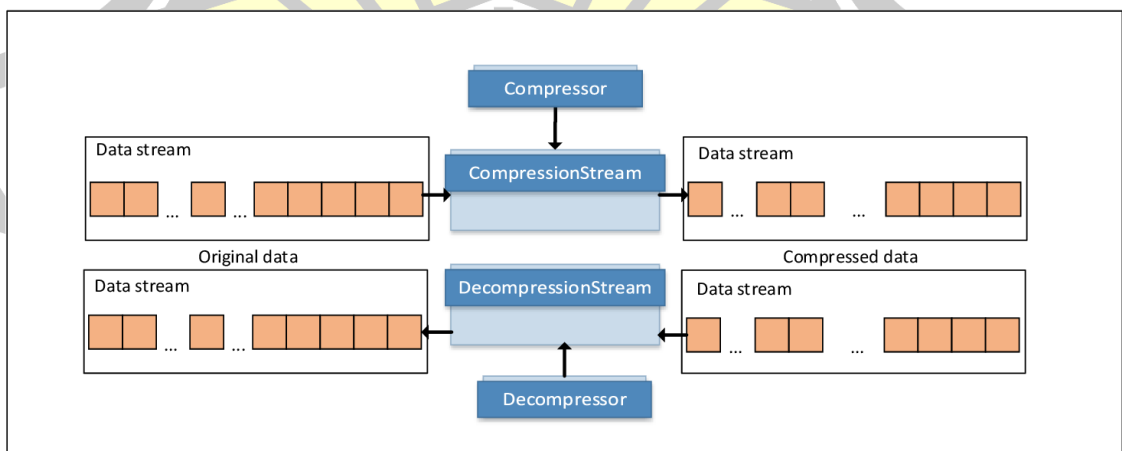 Compressor
Data stream
CompressionStream
Data stream
... ...
... ...
Original data
Compressed data
Data stream
DecompressionStream
Data stream
... ...
... ...
Decompressor